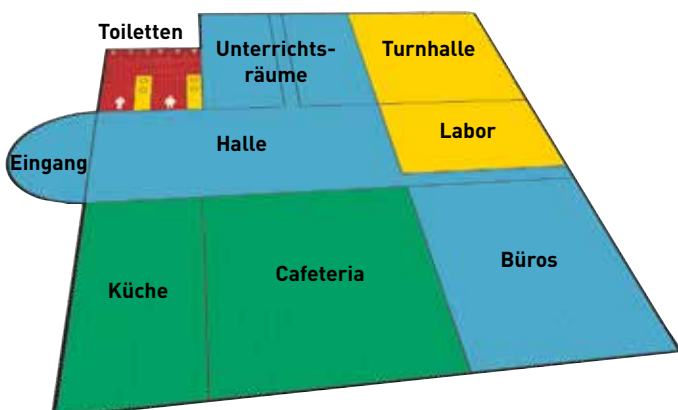 Toiletten
Unterrichts-
räume
Turnhalle
Eingang
Halle
Labor
Küche
Cafeteria
Büros